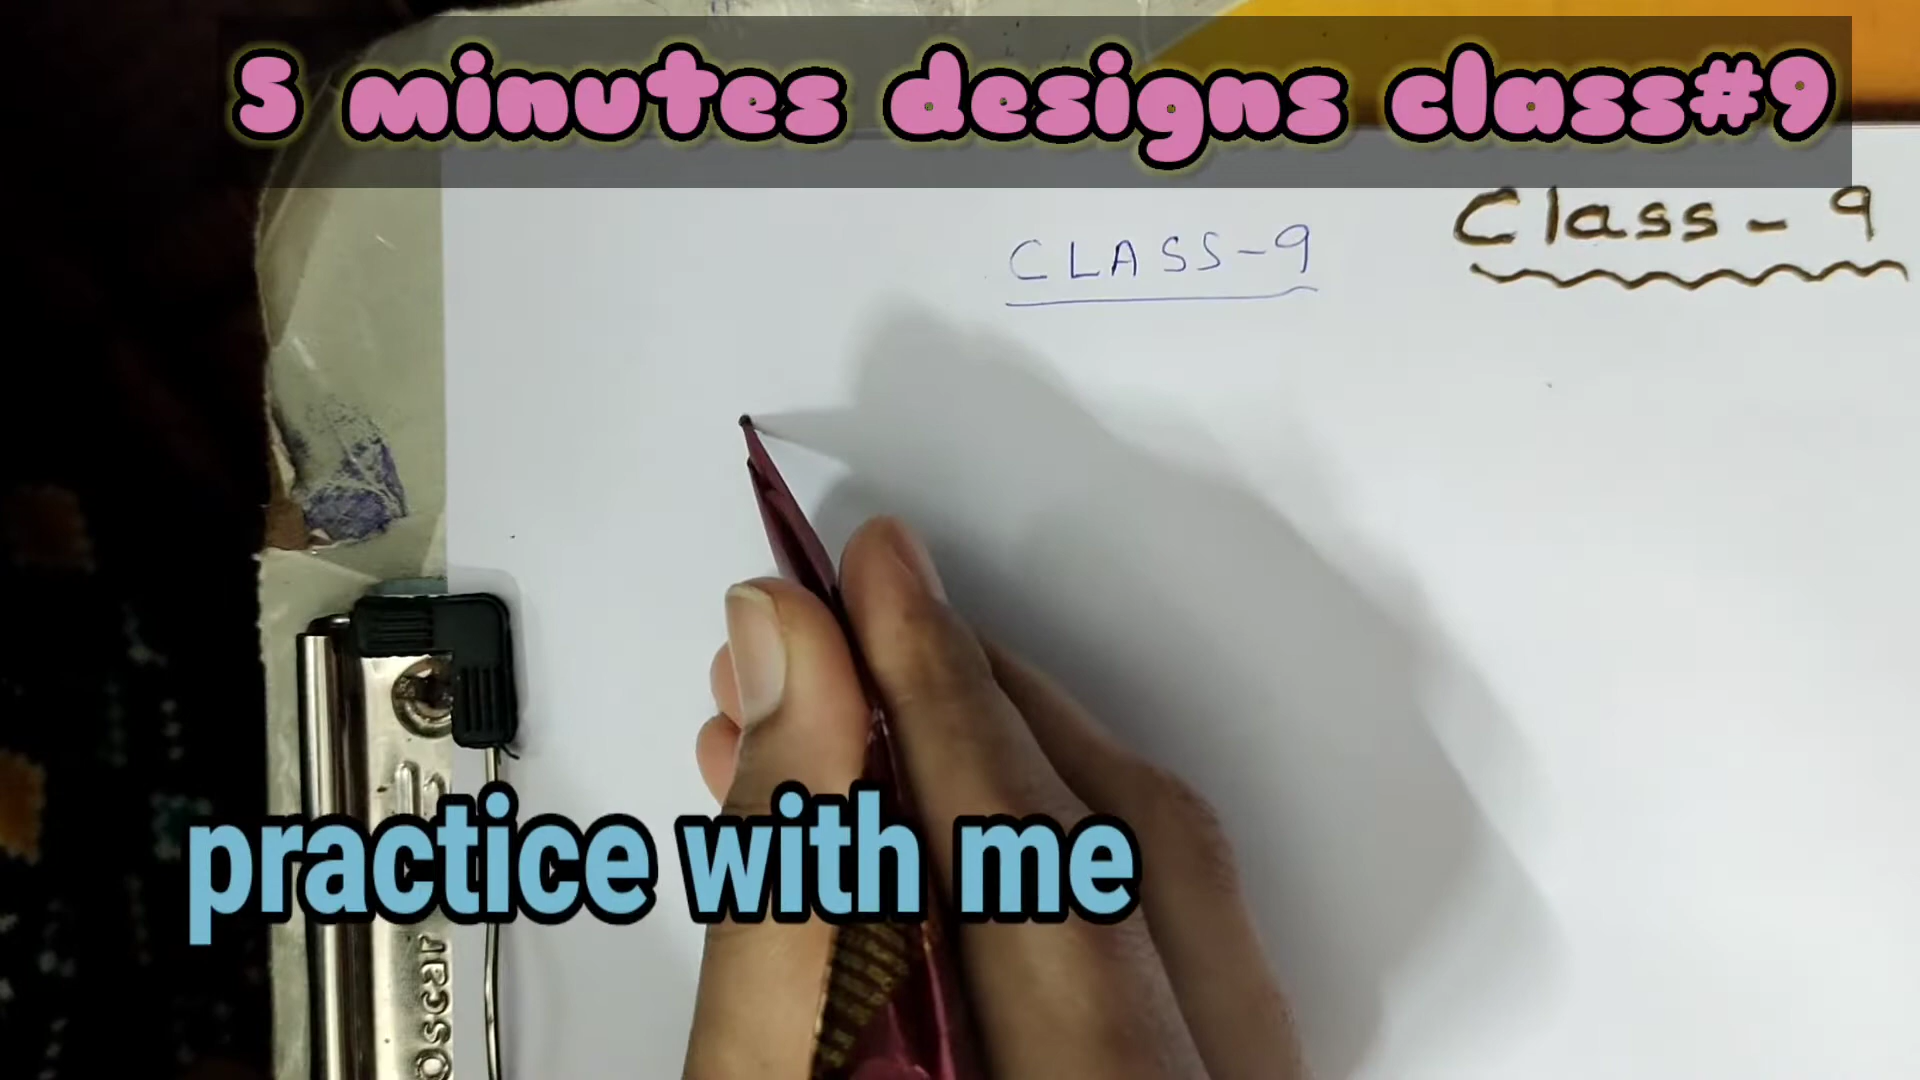 5 minutes designs class#9
Class - 9
CLASS-9
practice with me
Oscar